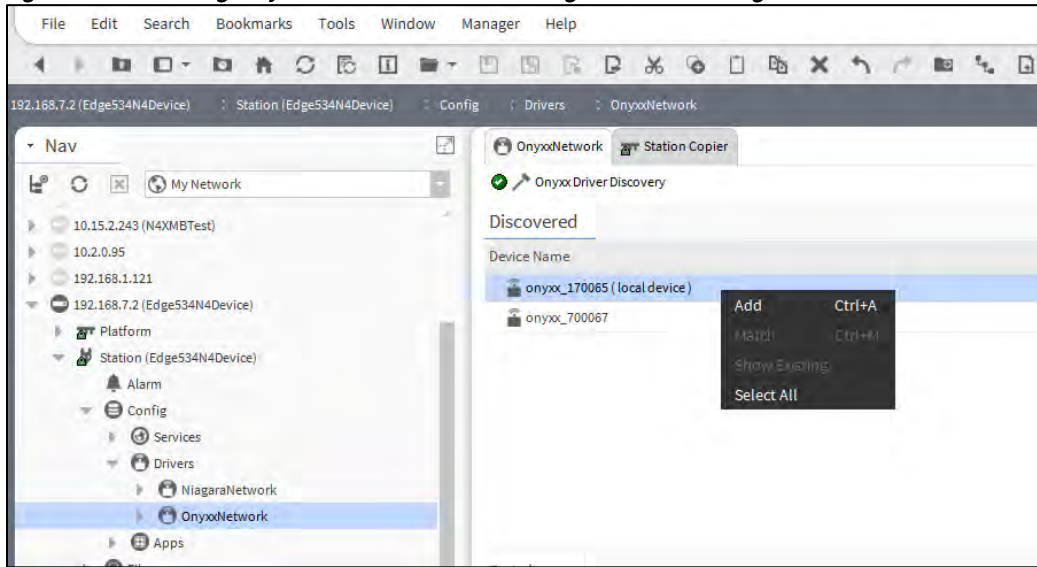 File Edit Search Bookmarks Tools Window Manager Help
192.168.7.2 (Edge534N4Device) : Station (Edge534N4Device) : Config : Drivers : OnyxxNetwork
Nav
My Network
10.15.2.243 (N4XMBTest)
10.2.0.95
192.168.1.121
192.168.7.2 (Edge534N4Device)
Platform
Station (Edge534N4Device)
Alarm
Config
Services
Drivers
NiagaraNetwork
OnyxxNetwork
Apps
OnyxxNetwork Station Copier
Onyxx Driver Discovery
Discovered
Device Name
onyxx_170065 ( local device )
onyxx_700067
Add Ctrl+A
Match Ctrl+M
Show Existing
Select All